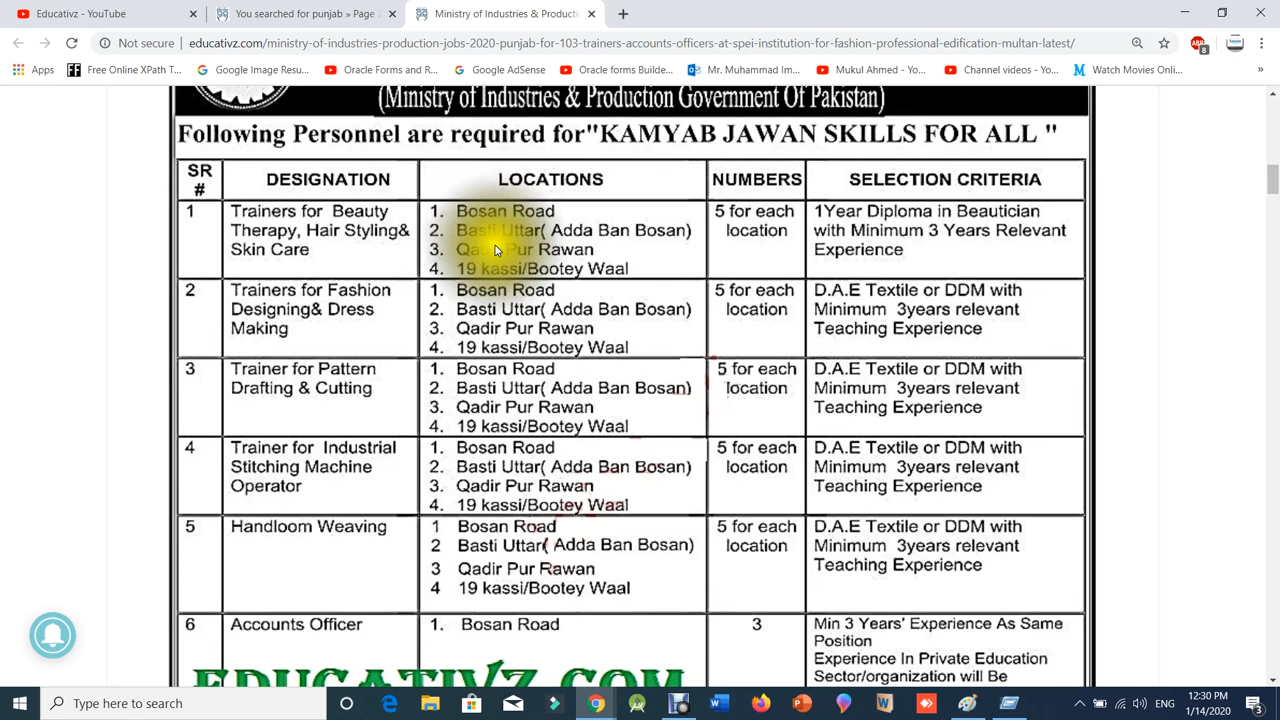 Educativz - YouTube
You searched for punjab » Page 2
Ministry of Industries & Producti
Not secure
educativz.com/ministry-of-industries-production-jobs-2020-punjab-for-103-trainers-accounts-officers-at-spei-institution-for-fashion-professional-edification-multan-latest/
8
Apps
Free Online XPath T...
Google Image Resu...
Oracle Forms and R...
Google AdSense
Oracle forms Builde...
Mr. Muhammad Im...
Mukul Ahmed - Yo...
Channel videos - Yo...
Watch Movies Onli...
(Ministry of Industries & Production Government Of Pakistan)
Following Personnel are required for"KAMYAB JAWAN SKILLS FOR ALL "
SR #
DESIGNATION
LOCATIONS
NUMBERS
SELECTION CRITERIA
1
Trainers for Beauty
Therapy, Hair Styling&
Skin Care
1. Bosan Road
2. Basti Uttar( Adda Ban Bosan)
3. Qadir Pur Rawan
4. 19 kassi/Bootey Waal
5 for each
location
1Year Diploma in Beautician
with Minimum 3 Years Relevant
Experience
2
Trainers for Fashion
Designing& Dress
Making
1. Bosan Road
2. Basti Uttar( Adda Ban Bosan)
3. Qadir Pur Rawan
4. 19 kassi/Bootey Waal
5 for each
location
D.A.E Textile or DDM with
Minimum 3years relevant
Teaching Experience
3
Trainer for Pattern
Drafting & Cutting
1. Bosan Road
2. Basti Uttar( Adda Ban Bosan)
3. Qadir Pur Rawan
4. 19 kassi/Bootey Waal
5 for each
location
D.A.E Textile or DDM with
Minimum 3years relevant
Teaching Experience
4
Trainer for Industrial
Stitching Machine
Operator
1. Bosan Road
2. Basti Uttar( Adda Ban Bosan)
3. Qadir Pur Rawan
4. 19 kassi/Bootey Waal
5 for each
location
D.A.E Textile or DDM with
Minimum 3years relevant
Teaching Experience
5
Handloom Weaving
1 Bosan Road
2 Basti Uttar( Adda Ban Bosan)
3 Qadir Pur Rawan
4 19 kassi/Bootey Waal
5 for each
location
D.A.E Textile or DDM with
Minimum 3years relevant
Teaching Experience
6
Accounts Officer
1. Bosan Road
3
Min 3 Years' Experience As Same
Position
Experience In Private Education
Sector/organization will Be
EDUCATIVZ.COM
Type here to search
ENG
12:30 PM
1/14/2020
3